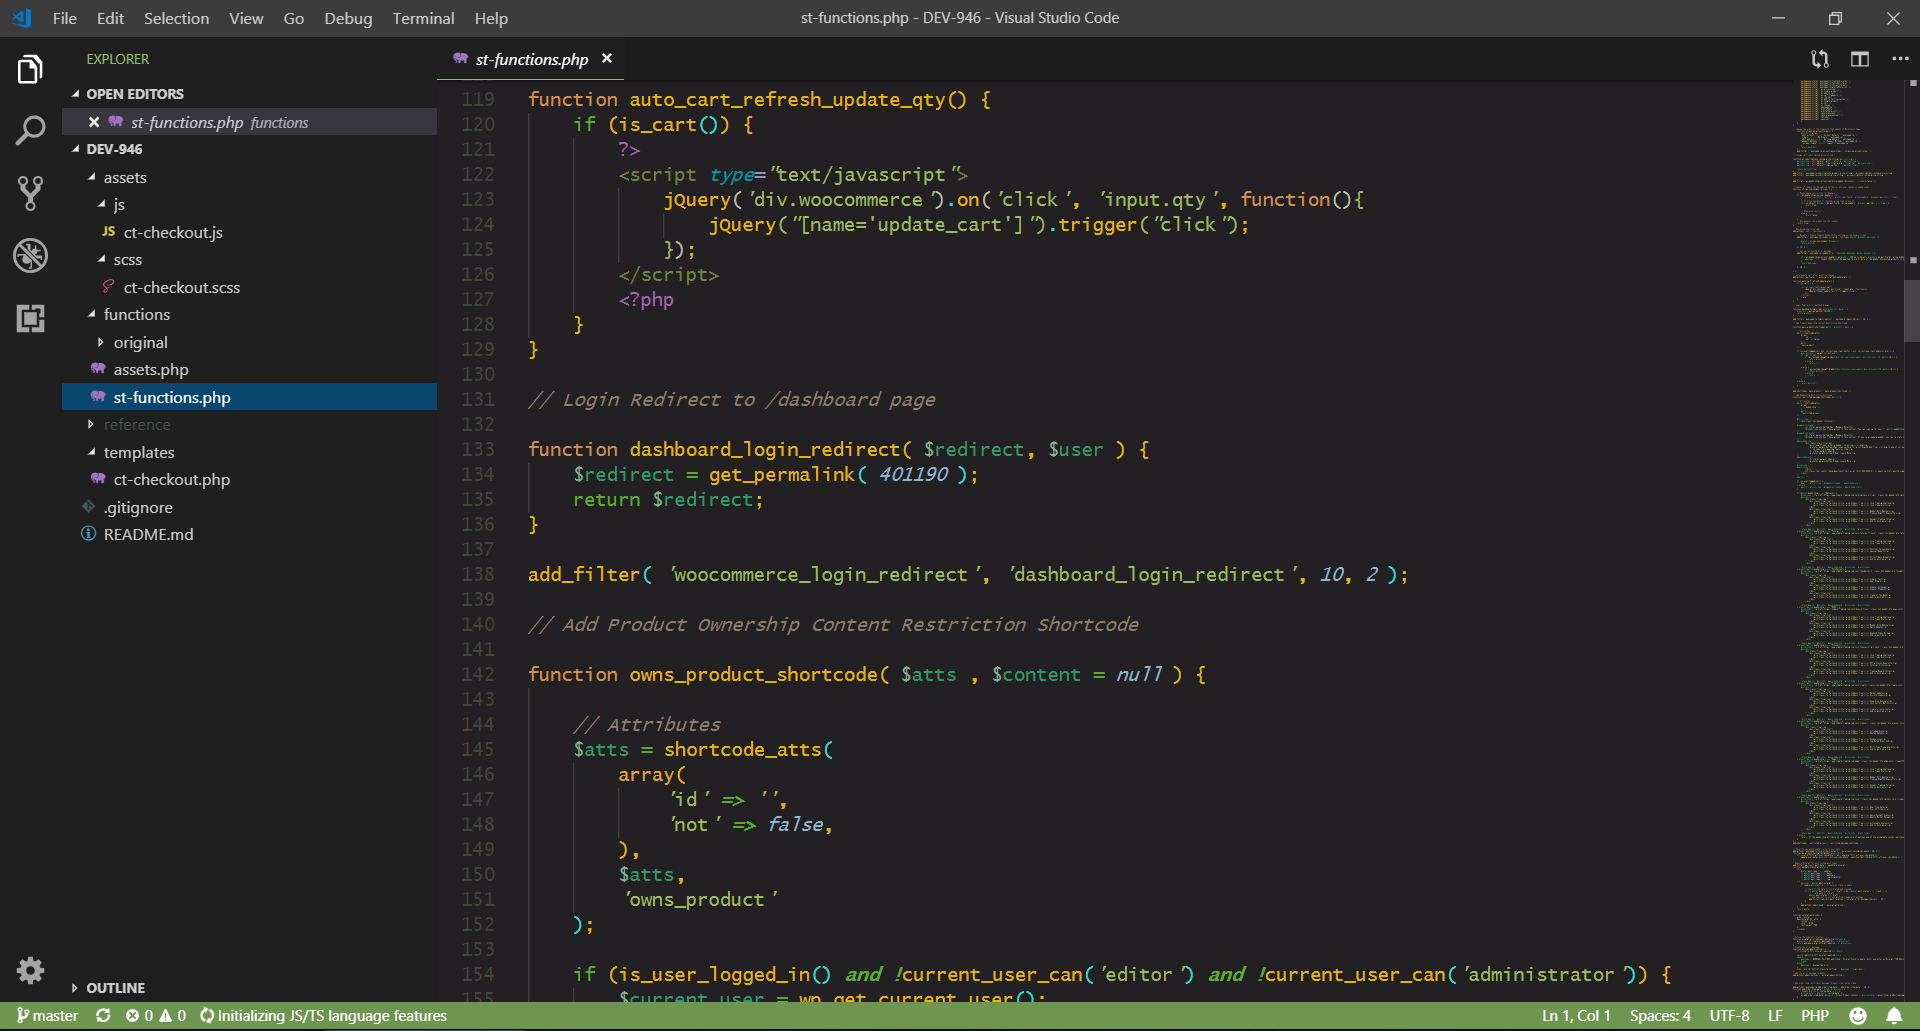 File Edit Selection View Go Debug Terminal Help
st-functions.php - DEV-946 - Visual Studio Code
EXPLORER
OPEN EDITORS
st-functions.php functions
DEV-946
assets
js
JS ct-checkout.js
scss
ct-checkout.scss
functions
original
assets.php
st-functions.php
reference
templates
ct-checkout.php
.gitignore
README.md
OUTLINE
st-functions.php
119 function auto_cart_refresh_update_qty() {
120 if (is_cart()) {
121 ?>
122 <script type="text/javascript">
123 jQuery('div.woocommerce').on('click', 'input.qty', function(){
124 jQuery("[name='update_cart']").trigger("click");
125 });
126 </script>
127 <?php
128 }
129 }
130
131 // Login Redirect to /dashboard page
132
133 function dashboard_login_redirect( $redirect, $user ) {
134 $redirect = get_permalink( 401190 );
135 return $redirect;
136 }
137
138 add_filter( 'woocommerce_login_redirect', 'dashboard_login_redirect', 10, 2 );
139
140 // Add Product Ownership Content Restriction Shortcode
141
142 function owns_product_shortcode( $atts , $content = null ) {
143
144 // Attributes
145 $atts = shortcode_atts(
146 array(
147 'id' => '',
148 'not' => false,
149 ),
150 $atts,
151 'owns_product'
152 );
153
154 if (is_user_logged_in() and !current_user_can('editor') and !current_user_can('administrator')) {
155 $current_user = wp_get_current_user();
master 0 0 Initializing JS/TS language features
Ln 1, Col 1 Spaces: 4 UTF-8 LF PHP